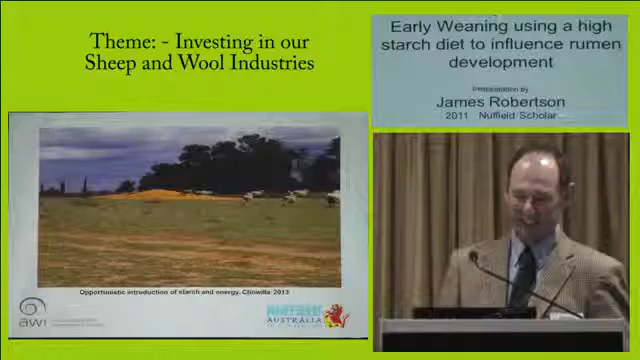 Theme: - Investing in our
Sheep and Wool Industries
Early Weaning using a high
starch diet to influence rumen
development
Presentation by
James Robertson
2011 Nuffield Scholar
Opportunistic introduction of starch and energy, Chowilla 2013
awi
AUSTRALIA